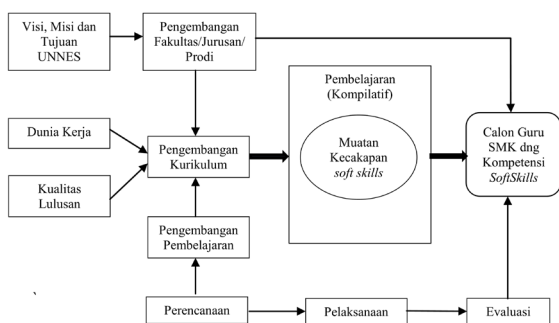 Visi, Misi dan
Tujuan
UNNES
Pengembangan
Fakultas/Jurusan/
Prodi
Pembelajaran
(Kompilatif)
Dunia Kerja
Pengembangan
Kurikulum
Muatan
Kecakapan
soft skills
Calon Guru
SMK dng
Kompetensi
SoftSkills
Kualitas
Lulusan
Pengembangan
Pembelajaran
Perencanaan
Pelaksanaan
Evaluasi